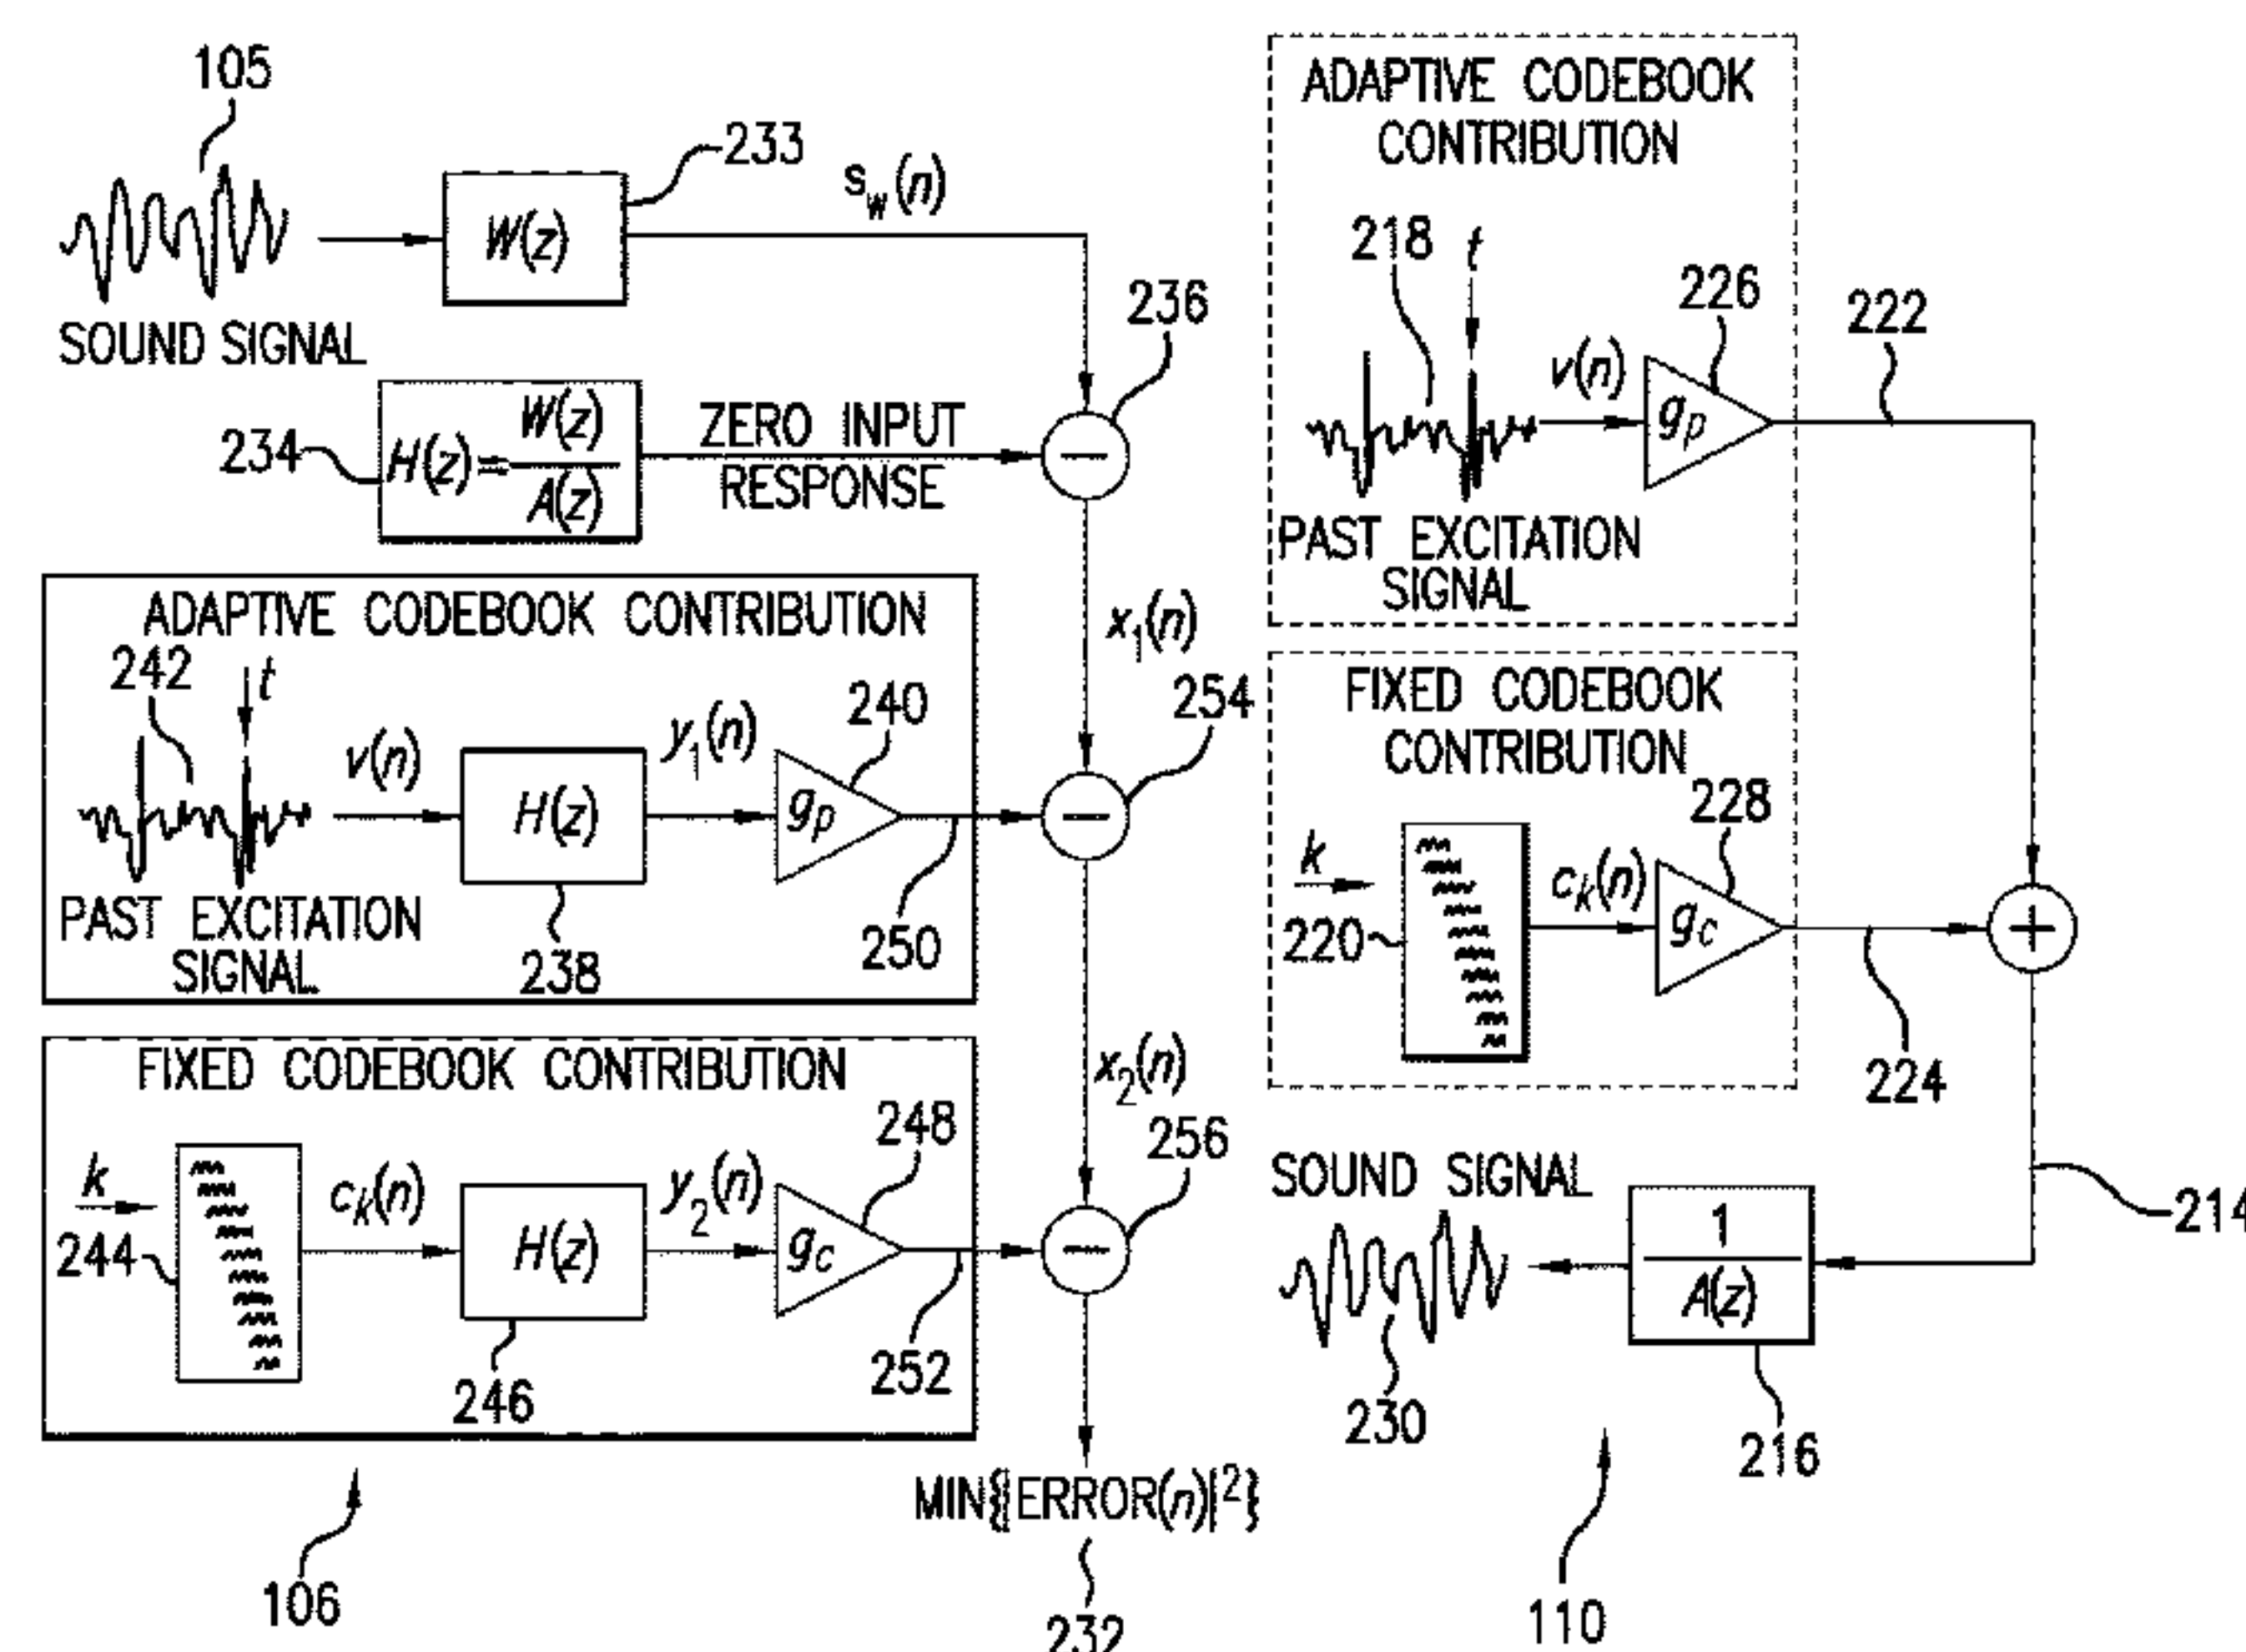 105
233
W(z)
s_w(n)
SOUND SIGNAL
236
234
H(z)=W(z)/A(z)
ZERO INPUT
RESPONSE
x_1(n)
ADAPTIVE CODEBOOK CONTRIBUTION
242
t
240
254
v(n)
H(z)
y_1(n)
g_p
−
PAST EXCITATION
SIGNAL
238
250
x_2(n)
FIXED CODEBOOK CONTRIBUTION
248
256
k
244
c_k(n)
H(z)
y_2(n)
g_c
−
246
252
MIN{|ERROR(n)|^2}
106
232
ADAPTIVE CODEBOOK
CONTRIBUTION
218
t
226
222
v(n)
g_p
−
PAST EXCITATION
SIGNAL
FIXED CODEBOOK
CONTRIBUTION
228
k
220
c_k(n)
g_c
+
224
SOUND SIGNAL
1/A(z)
214
230
216
110